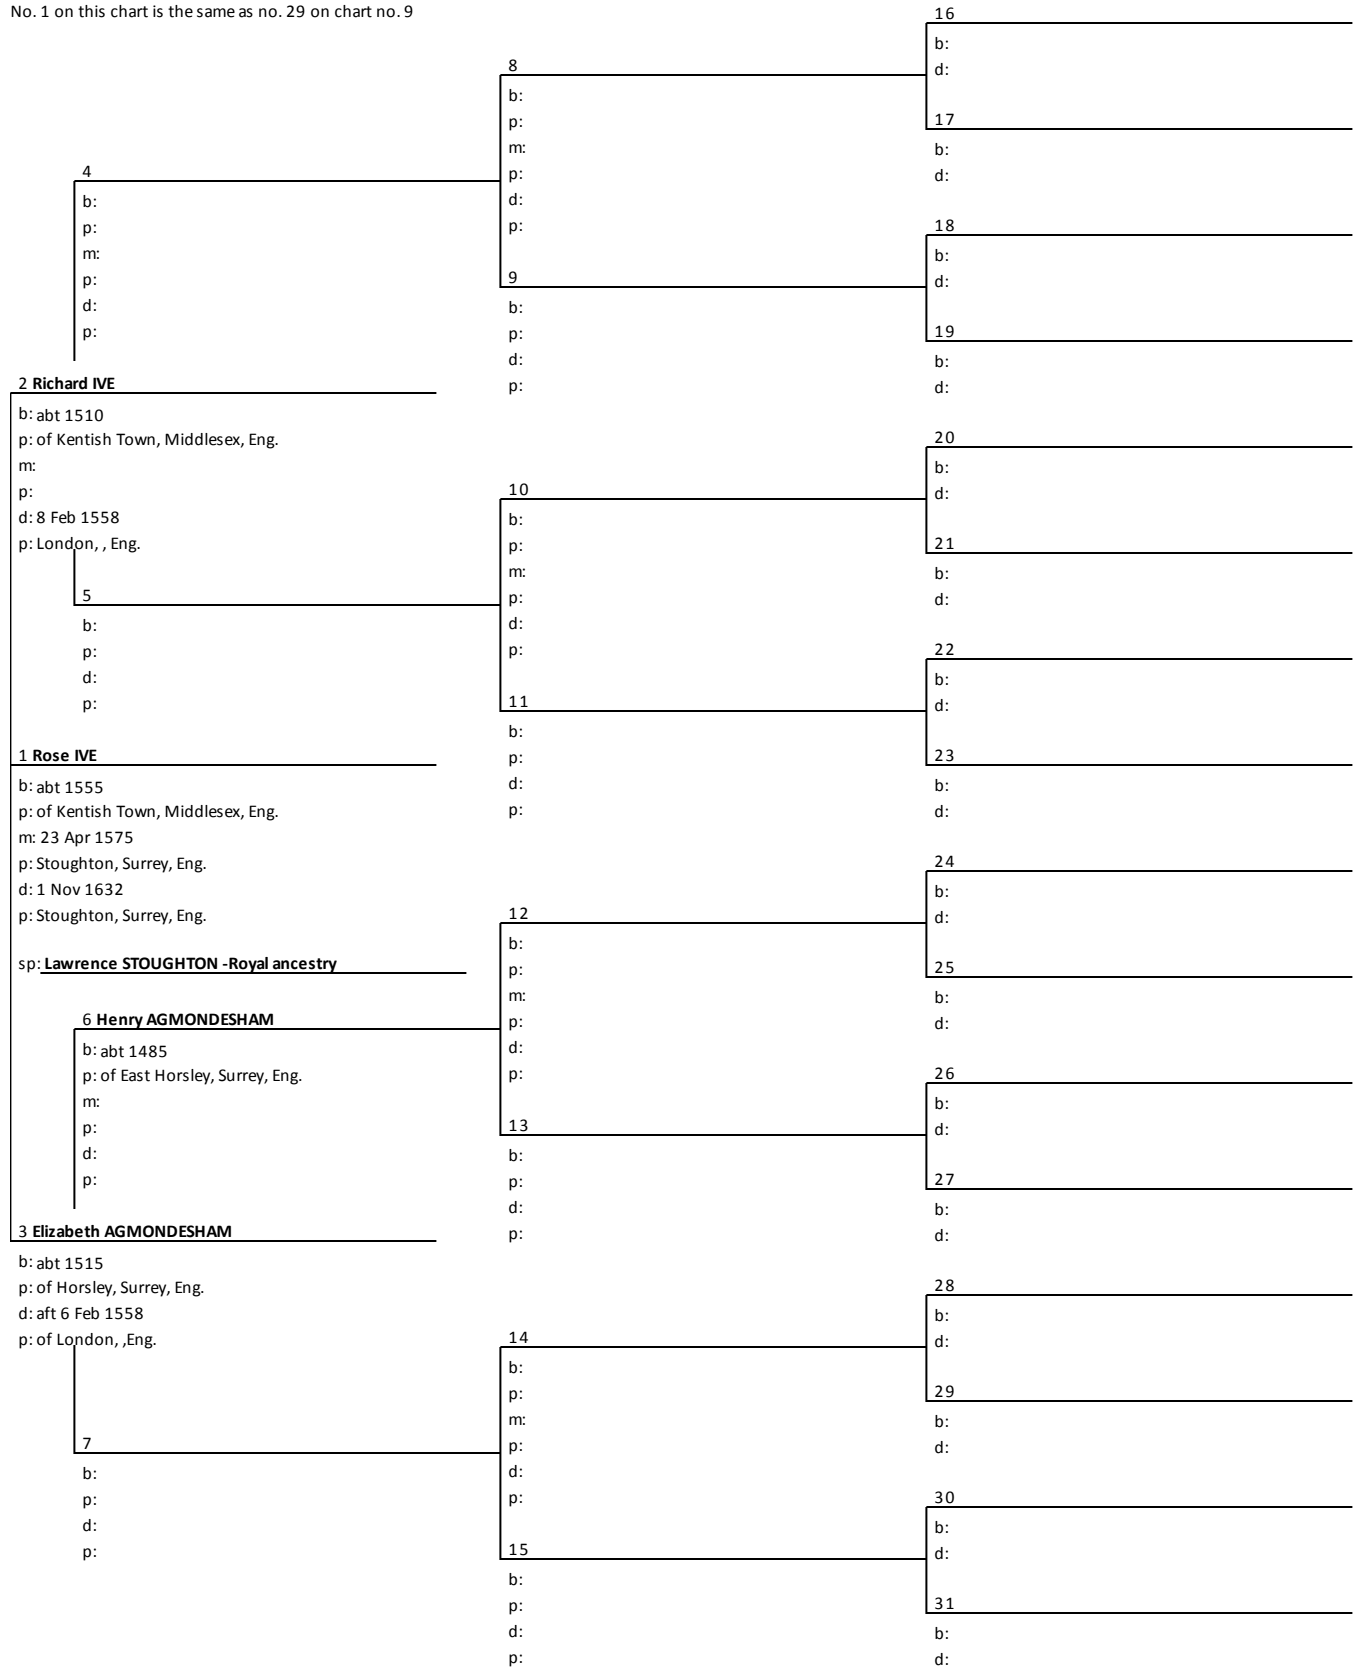 No. 1 on this chart is the same as no. 29 on chart no. 9
2 Richard IVE
b: abt 1510
p: of Kentish Town, Middlesex, Eng.
m:
p:
d: 8 Feb 1558
p: London, , Eng.
1 Rose IVE
b: abt 1555
p: of Kentish Town, Middlesex, Eng.
m: 23 Apr 1575
p: Stoughton, Surrey, Eng.
d: 1 Nov 1632
p: Stoughton, Surrey, Eng.
sp: Lawrence STOUGHTON -Royal ancestry
3 Elizabeth AGMONDESHAM
b: abt 1515
p: of Horsley, Surrey, Eng.
d: aft 6 Feb 1558
p: of London, ,Eng.
4
b:
p:
m:
p:
d:
p:
5
b:
p:
d:
p:
6 Henry AGMONDESHAM
b: abt 1485
p: of East Horsley, Surrey, Eng.
m:
p:
d:
p:
7
b:
p:
d:
p:
8
b:
p:
m:
p:
d:
p:
9
b:
p:
d:
p:
10
b:
p:
m:
p:
d:
p:
11
b:
p:
d:
p:
12
b:
p:
m:
p:
d:
p:
13
b:
p:
d:
p:
14
b:
p:
m:
p:
d:
p:
15
b:
p:
d:
p:
16
b:
d:
17
b:
d:
18
b:
d:
19
b:
d:
20
b:
d:
21
b:
d:
22
b:
d:
23
b:
d:
24
b:
d:
25
b:
d:
26
b:
d:
27
b:
d:
28
b:
d:
29
b:
d:
30
b:
d:
31
b:
d: